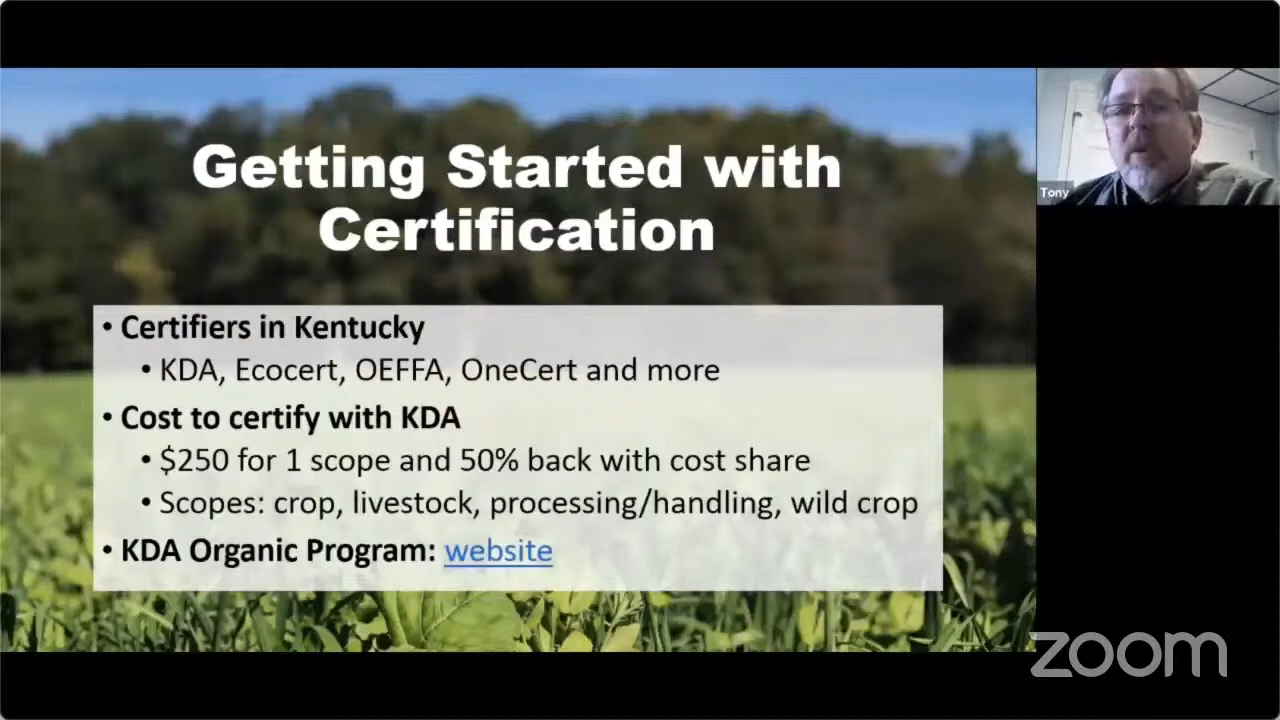 Getting Started with
Certification
• Certifiers in Kentucky
• KDA, Ecocert, OEFFA, OneCert and more
• Cost to certify with KDA
• $250 for 1 scope and 50% back with cost share
• Scopes: crop, livestock, processing/handling, wild crop
• KDA Organic Program: website
Tony
zoom